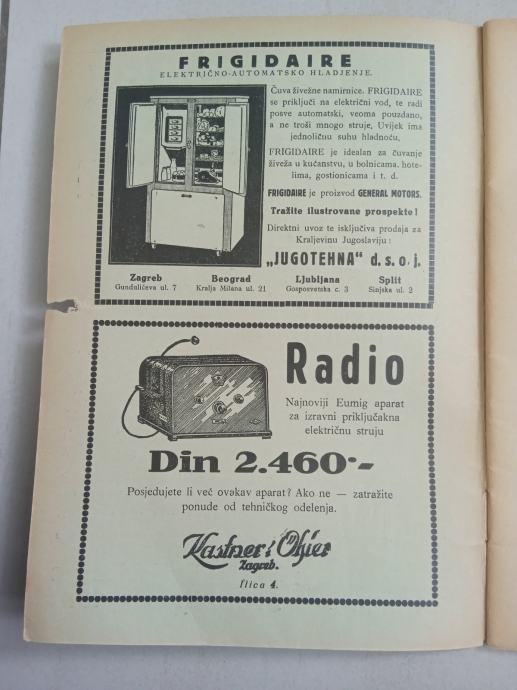 FRIGIDAIRE
ELEKTRIČNO-AUTOMATSKO HLADJENJE.
Čuva živežne namirnice. FRIGIDAIRE
se priključi na električni vod, te radi
posve automatski, veoma pouzdano,
a ne troši mnogo struje, Uvijek ima
jednoličnu suhu hladnoću.
FRIGIDAIRE je idealan za čuvanje
živeža u kućanstvu, u bolnicama. hote-
lima, gostionicama i t. d.
FRIGIDAIRE je proizvod GENERAL MOTORS.
Tražite ilustrovane prospekte!
Direktni uvoz te isključiva prodaja za
Kraljevinu Jugoslaviju:
„JUGOTEHNA" d. s. o. j.
Zagreb Beograd Ljubljana Split
Gundulićeva ul. 7 Kralja Milana ul. 21 Gosposvetska c. 3 Sinjska ul. 2
Radio
Najnoviji Eumig aparat
za izravni priključakna
električnu struju
Din 2.460·-
Posjedujete li već ovakav aparat? Ako ne — zatražite
ponude od tehničkog odelenja.
Kastner i Öhler
Zagreb.
Ilica 4.